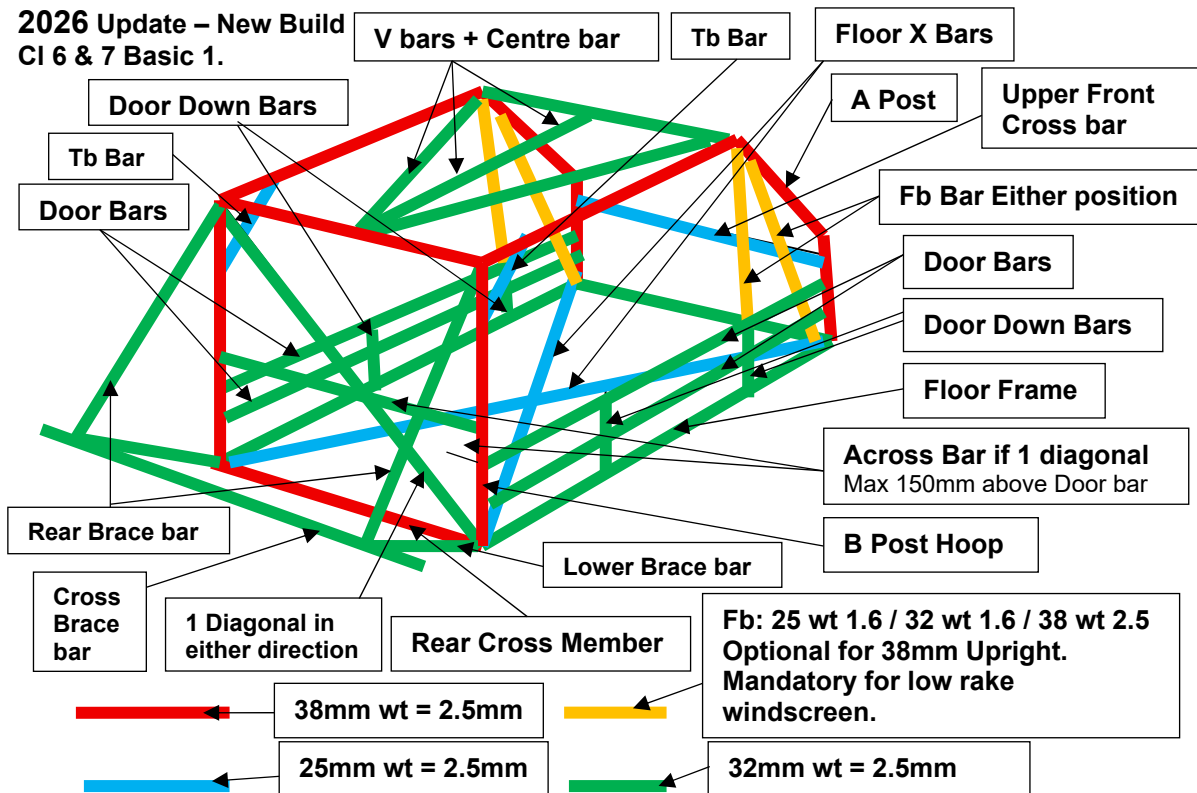 2026 Update – New Build
Cl 6 & 7 Basic 1.
V bars + Centre bar
Tb Bar
Floor X Bars
Door Down Bars
A Post
Upper Front
Cross bar
Tb Bar
Door Bars
Fb Bar Either position
Door Bars
Door Down Bars
Floor Frame
Across Bar if 1 diagonal
Max 150mm above Door bar
Rear Brace bar
B Post Hoop
Lower Brace bar
Cross
Brace
bar
1 Diagonal in
either direction
Rear Cross Member
Fb: 25 wt 1.6 / 32 wt 1.6 / 38 wt 2.5
Optional for 38mm Upright.
Mandatory for low rake
windscreen.
38mm wt = 2.5mm
25mm wt = 2.5mm
32mm wt = 2.5mm